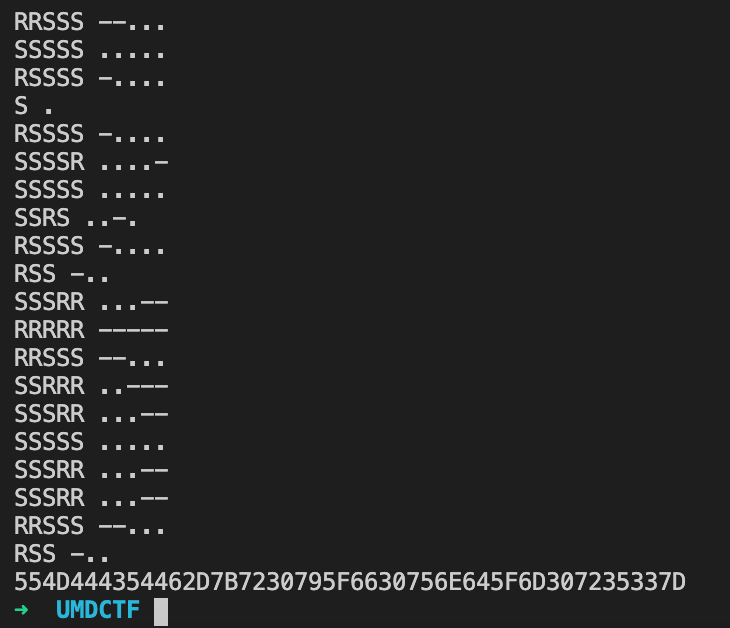 RRSSS --...
SSSSS .....
RSSSS -....
S .
RSSSS -....
SSSSR ....-
SSSSS .....
SSRS ..-.
RSSSS -....
RSS -..
SSSRR ...--
RRRRR -----
RRSSS --...
SSRRR ..---
SSSRR ...--
SSSSS .....
SSSRR ...--
SSSRR ...--
RRSSS --...
RSS -..
554D444354462D7B7230795F6630756E645F6D307235337D
➜ UMDCTF